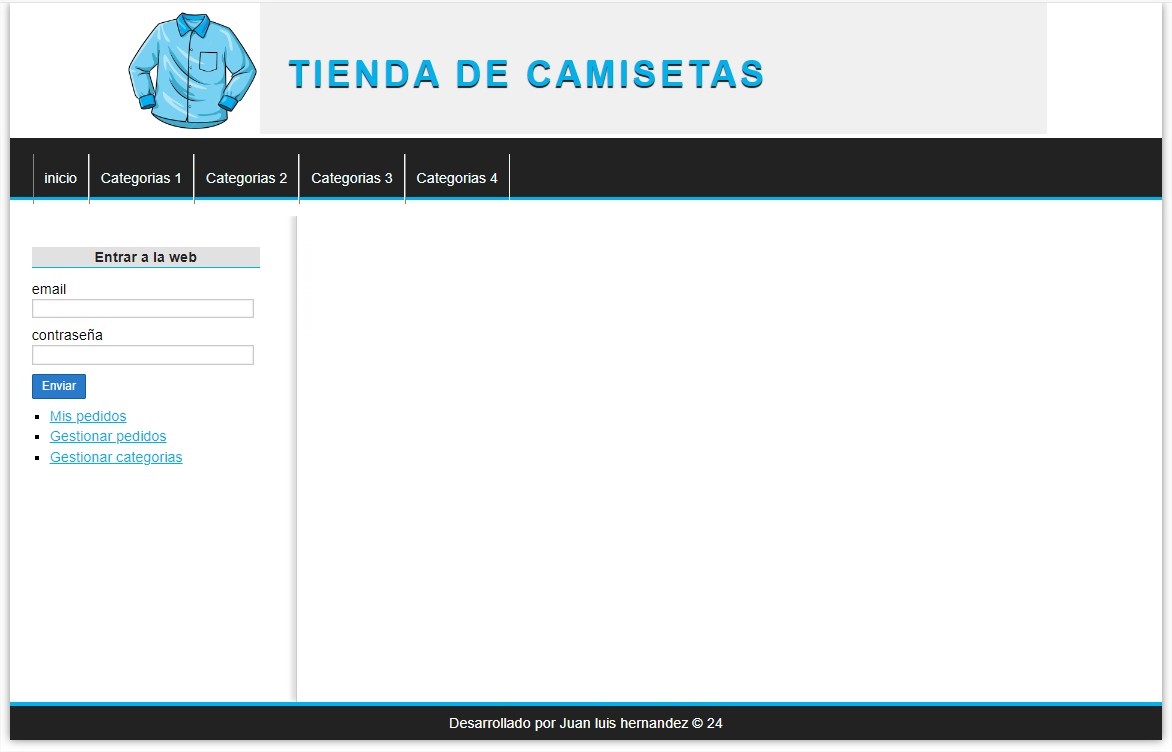 TIENDA DE CAMISETAS
inicio Categorias 1 Categorias 2 Categorias 3 Categorias 4
Entrar a la web
email
contraseña
Enviar
Mis pedidos
Gestionar pedidos
Gestionar categorias
Desarrollado por Juan luis hernandez © 24